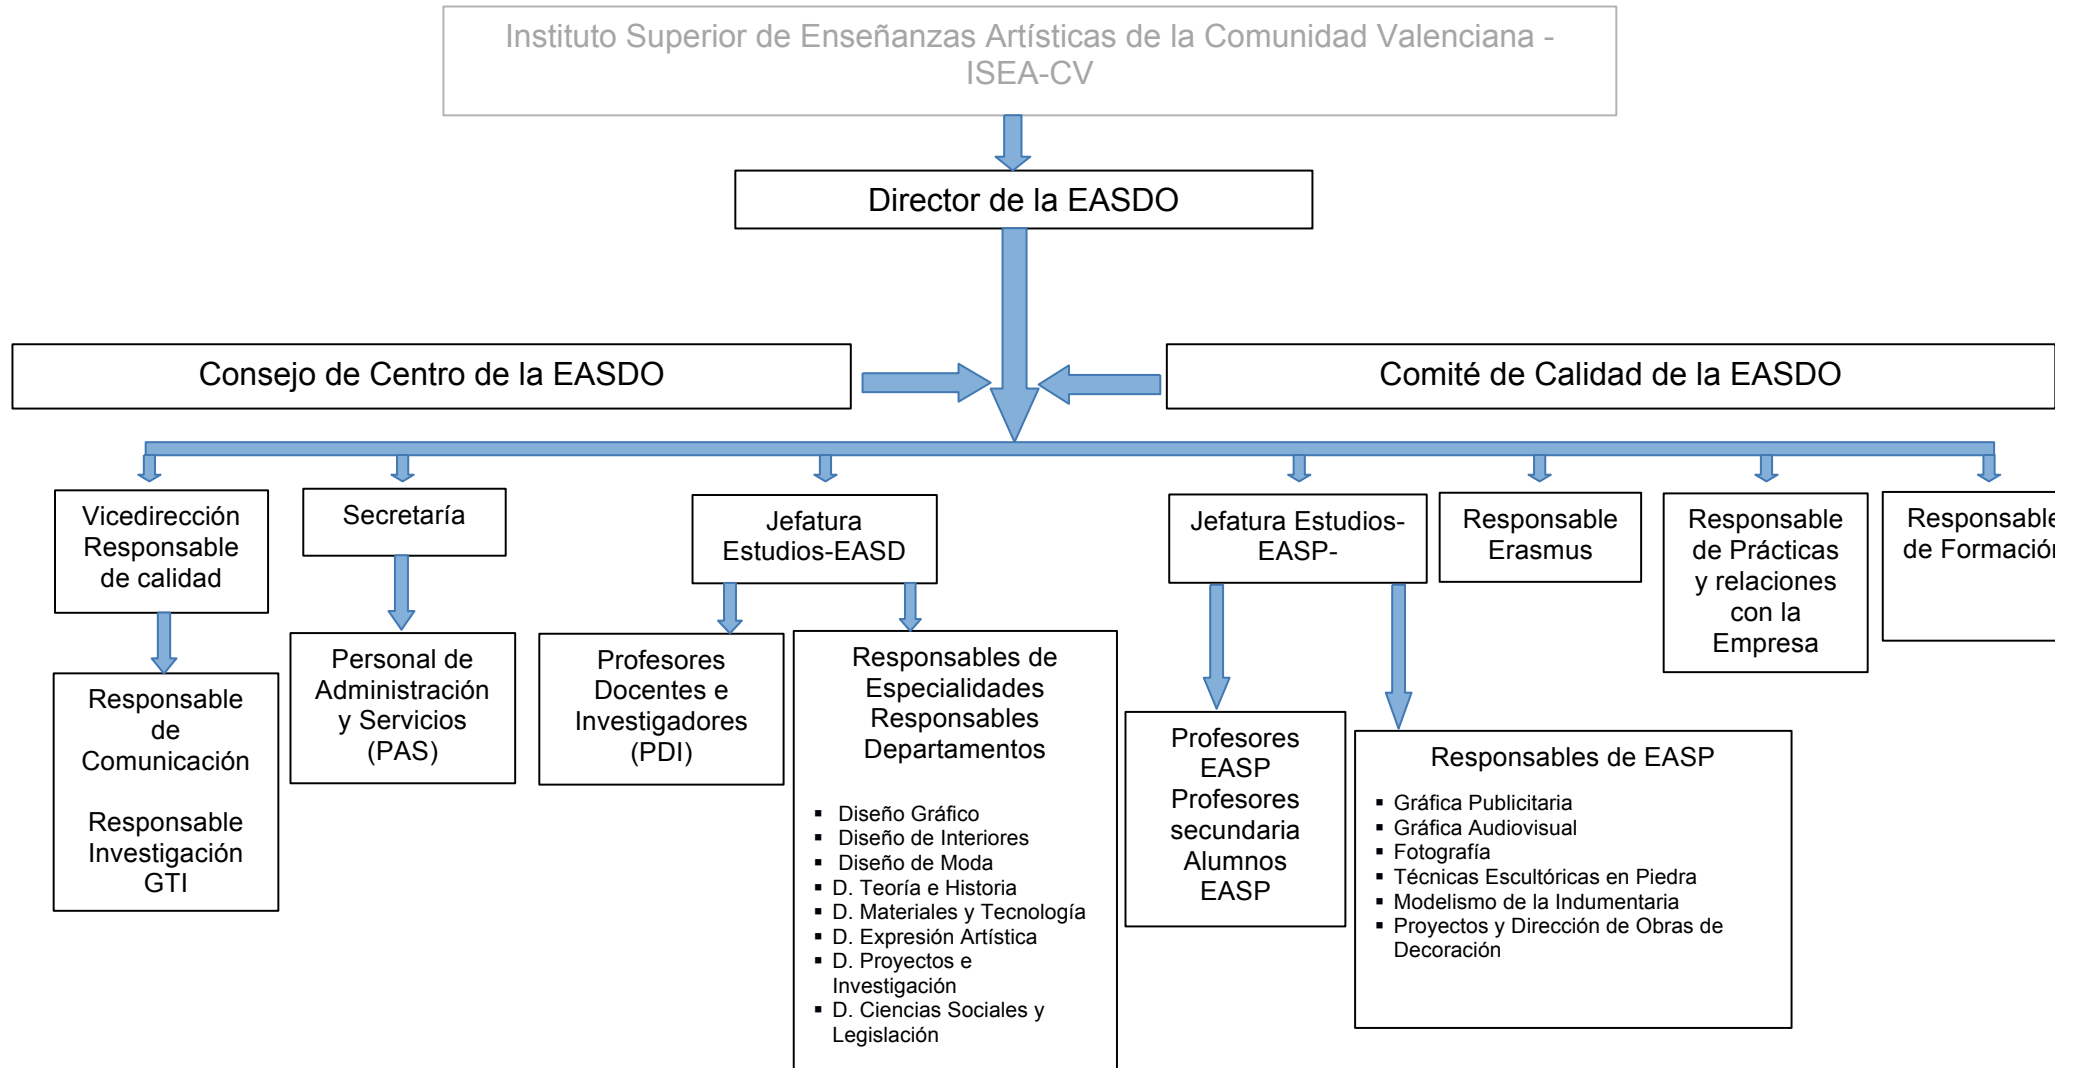 Instituto Superior de Enseñanzas Artísticas de la Comunidad Valenciana -
ISEA-CV
Director de la EASDO
Consejo de Centro de la EASDO
Comité de Calidad de la EASDO
Vicedirección
Responsable
de calidad
Secretaría
Jefatura
Estudios-EASD
Jefatura Estudios-
EASP-
Responsable
Erasmus
Responsable
de Prácticas
y relaciones
con la
Empresa
Responsable
de Formación
Responsable
de
Comunicación
Responsable
Investigación
GTI
Personal de
Administración
y Servicios
(PAS)
Profesores
Docentes e
Investigadores
(PDI)
Responsables de
Especialidades
Responsables
Departamentos
▪ Diseño Gráfico
▪ Diseño de Interiores
▪ Diseño de Moda
▪ D. Teoría e Historia
▪ D. Materiales y Tecnología
▪ D. Expresión Artística
▪ D. Proyectos e
Investigación
▪ D. Ciencias Sociales y
Legislación
Profesores
EASP
Profesores
secundaria
Alumnos
EASP
Responsables de EASP
▪ Gráfica Publicitaria
▪ Gráfica Audiovisual
▪ Fotografía
▪ Técnicas Escultóricas en Piedra
▪ Modelismo de la Indumentaria
▪ Proyectos y Dirección de Obras de
Decoración